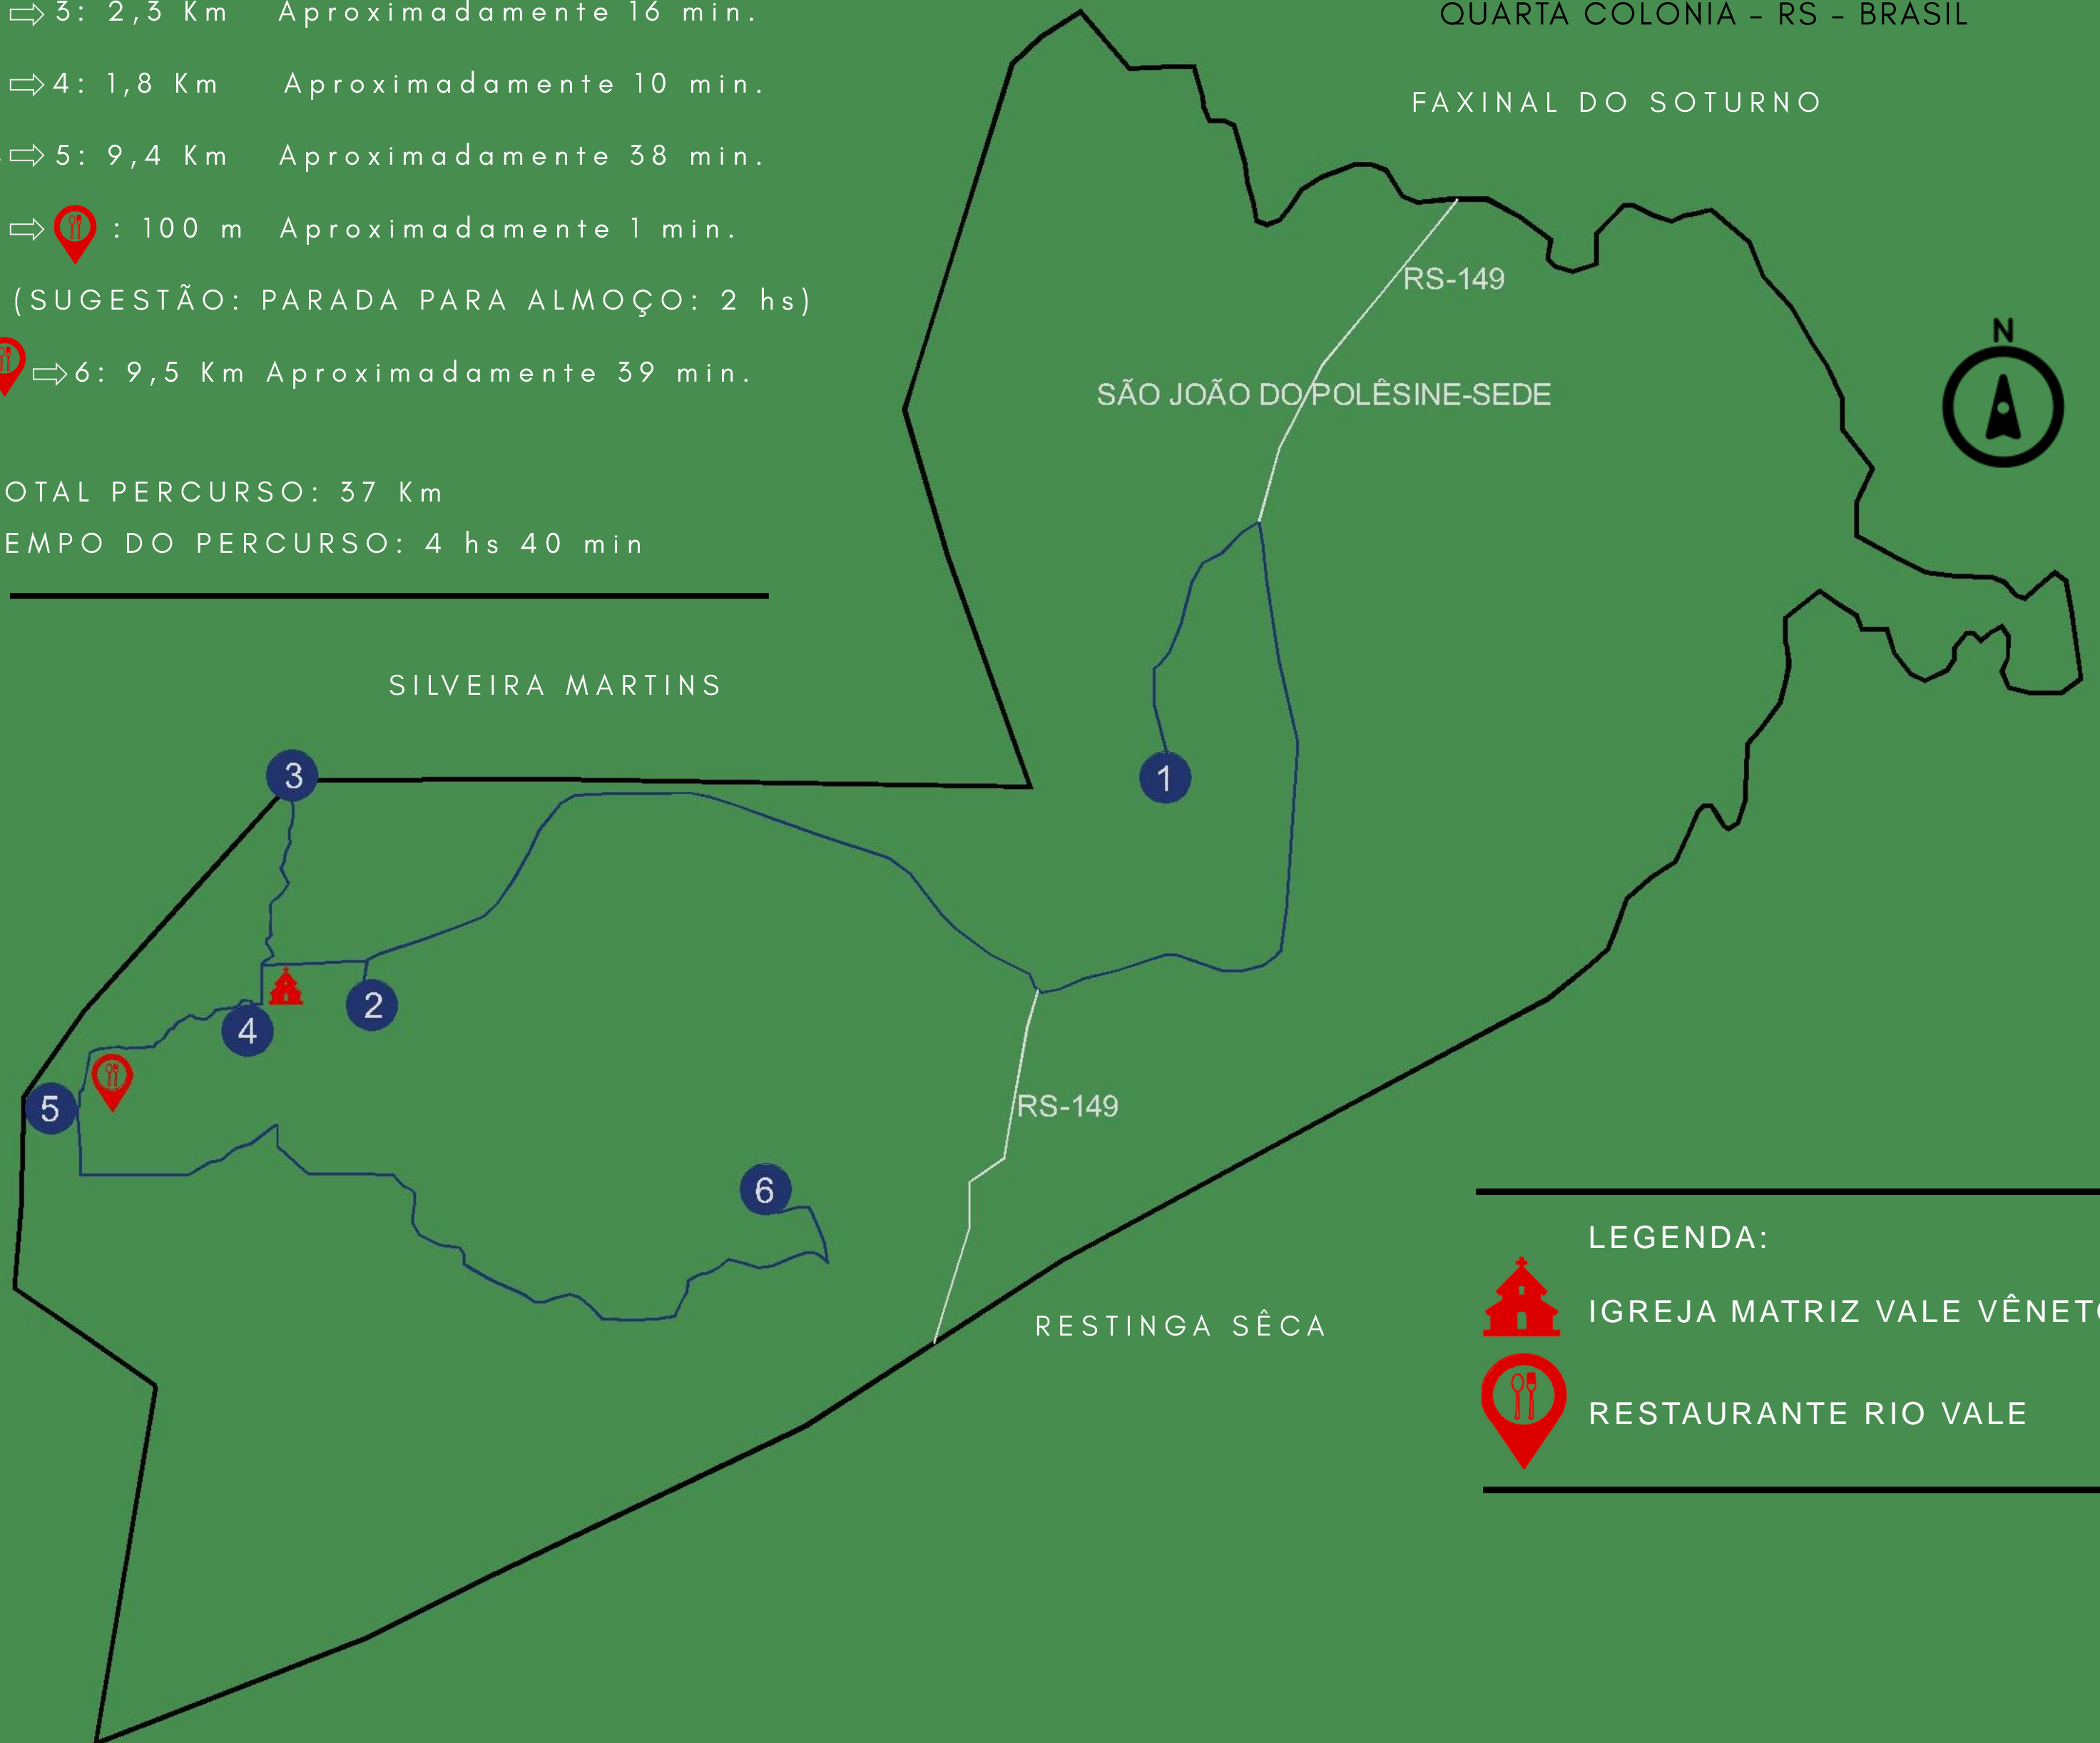 ⇨ 3: 2,3 Km Aproximadamente 16 min.
⇨ 4: 1,8 Km Aproximadamente 10 min.
⇨ 5: 9,4 Km Aproximadamente 38 min.
⇨ : 100 m Aproximadamente 1 min.
(SUGESTÃO: PARADA PARA ALMOÇO: 2 hs)
⇨ 6: 9,5 Km Aproximadamente 39 min.
OTAL PERCURSO: 37 Km
EMPO DO PERCURSO: 4 hs 40 min
QUARTA COLONIA - RS - BRASIL
FAXINAL DO SOTURNO
RS-149
SÃO JOÃO DO POLÊSINE-SEDE
N
SILVEIRA MARTINS
3
1
2
4
5
RS-149
6
RESTINGA SÊCA
LEGENDA:
IGREJA MATRIZ VALE VÊNETO
RESTAURANTE RIO VALE